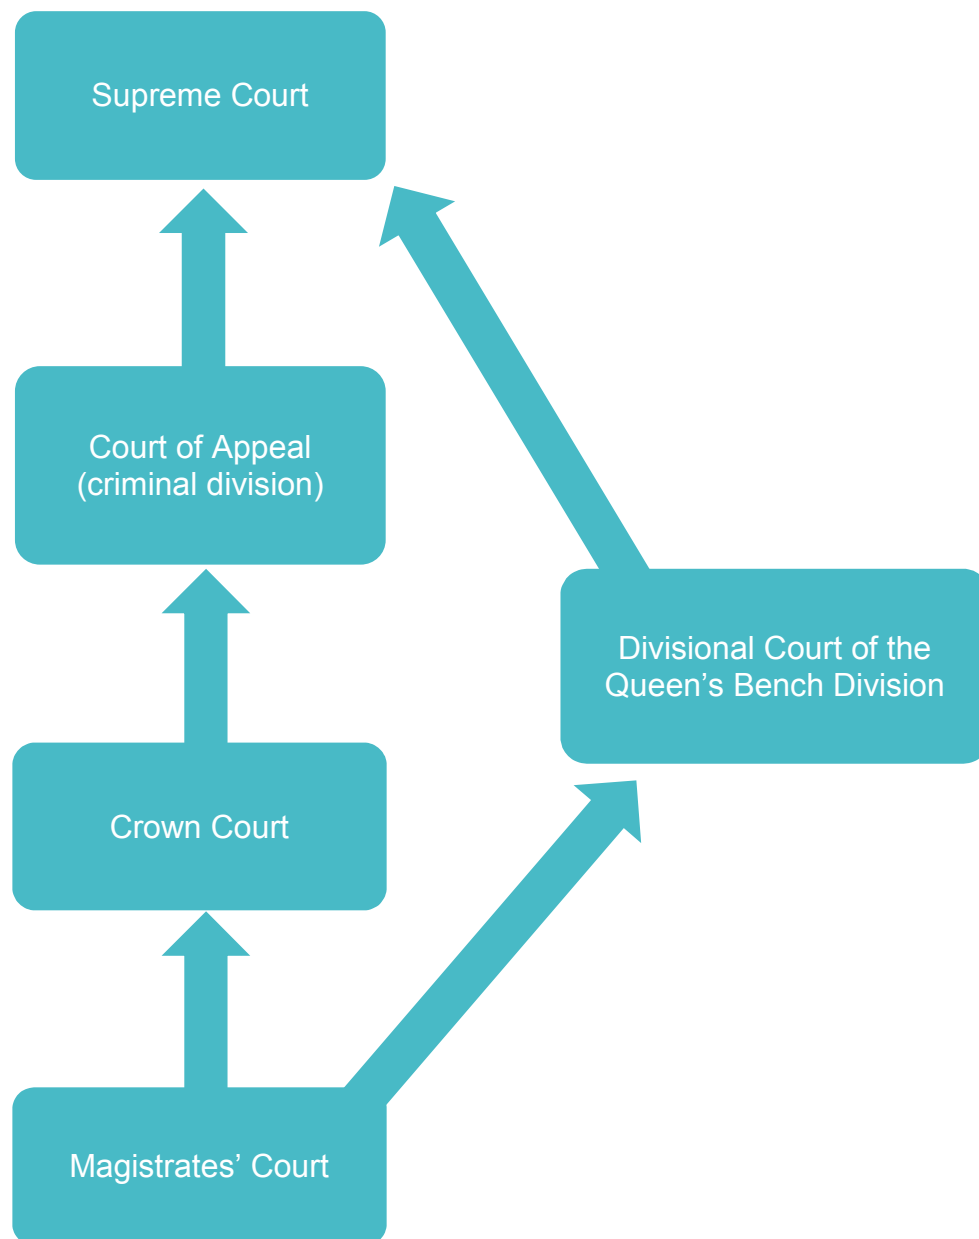 Supreme Court
Court of Appeal
(criminal division)
Divisional Court of the
Queen’s Bench Division
Crown Court
Magistrates’ Court